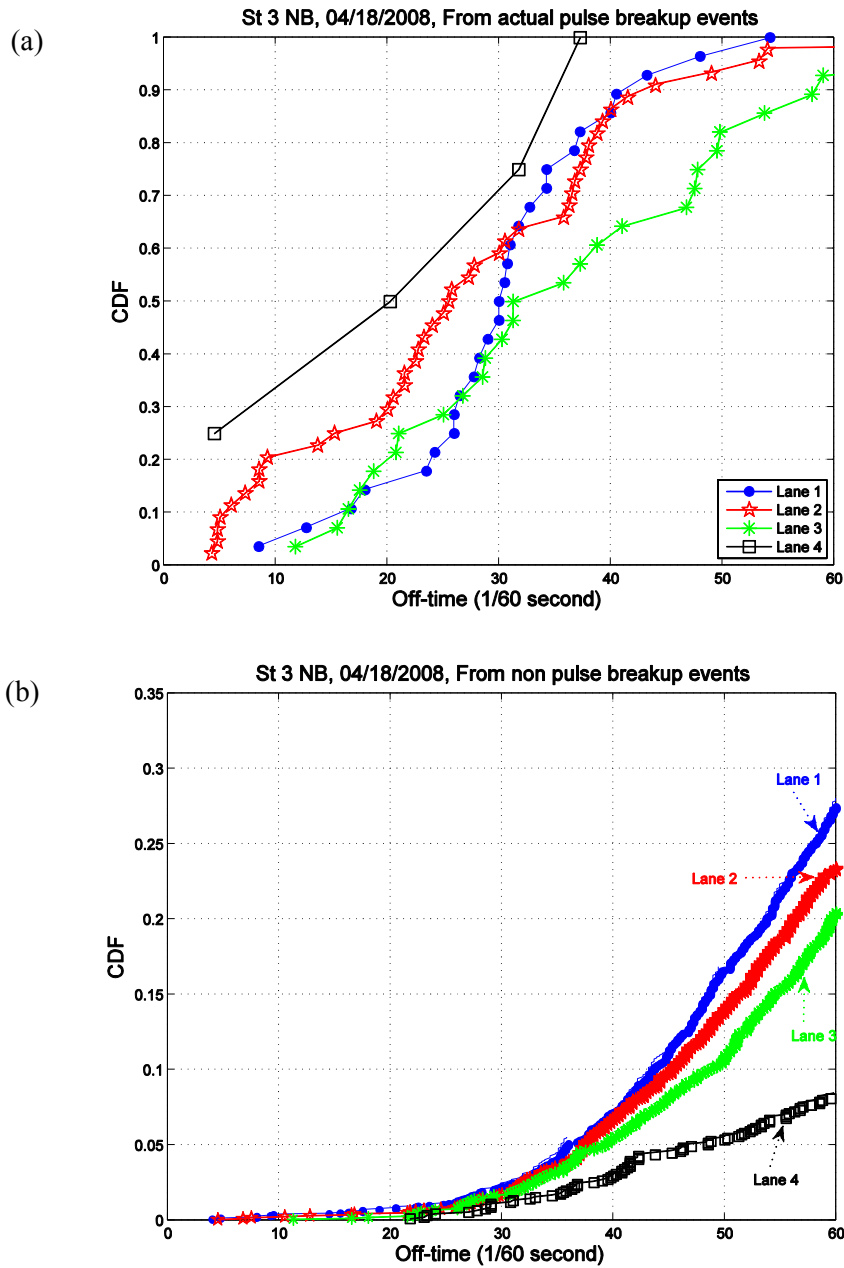 (a)
St 3 NB, 04/18/2008, From actual pulse breakup events
1
0.9
0.8
0.7
0.6
0.5
0.4
0.3
0.2
0.1
0
CDF
Lane 1
Lane 2
Lane 3
Lane 4
0 10 20 30 40 50 60
Off-time (1/60 second)
(b)
St 3 NB, 04/18/2008, From non pulse breakup events
0.35
0.3
0.25
0.2
0.15
0.1
0.05
0
CDF
Lane 1
Lane 2
Lane 3
Lane 4
0 10 20 30 40 50 60
Off-time (1/60 second)